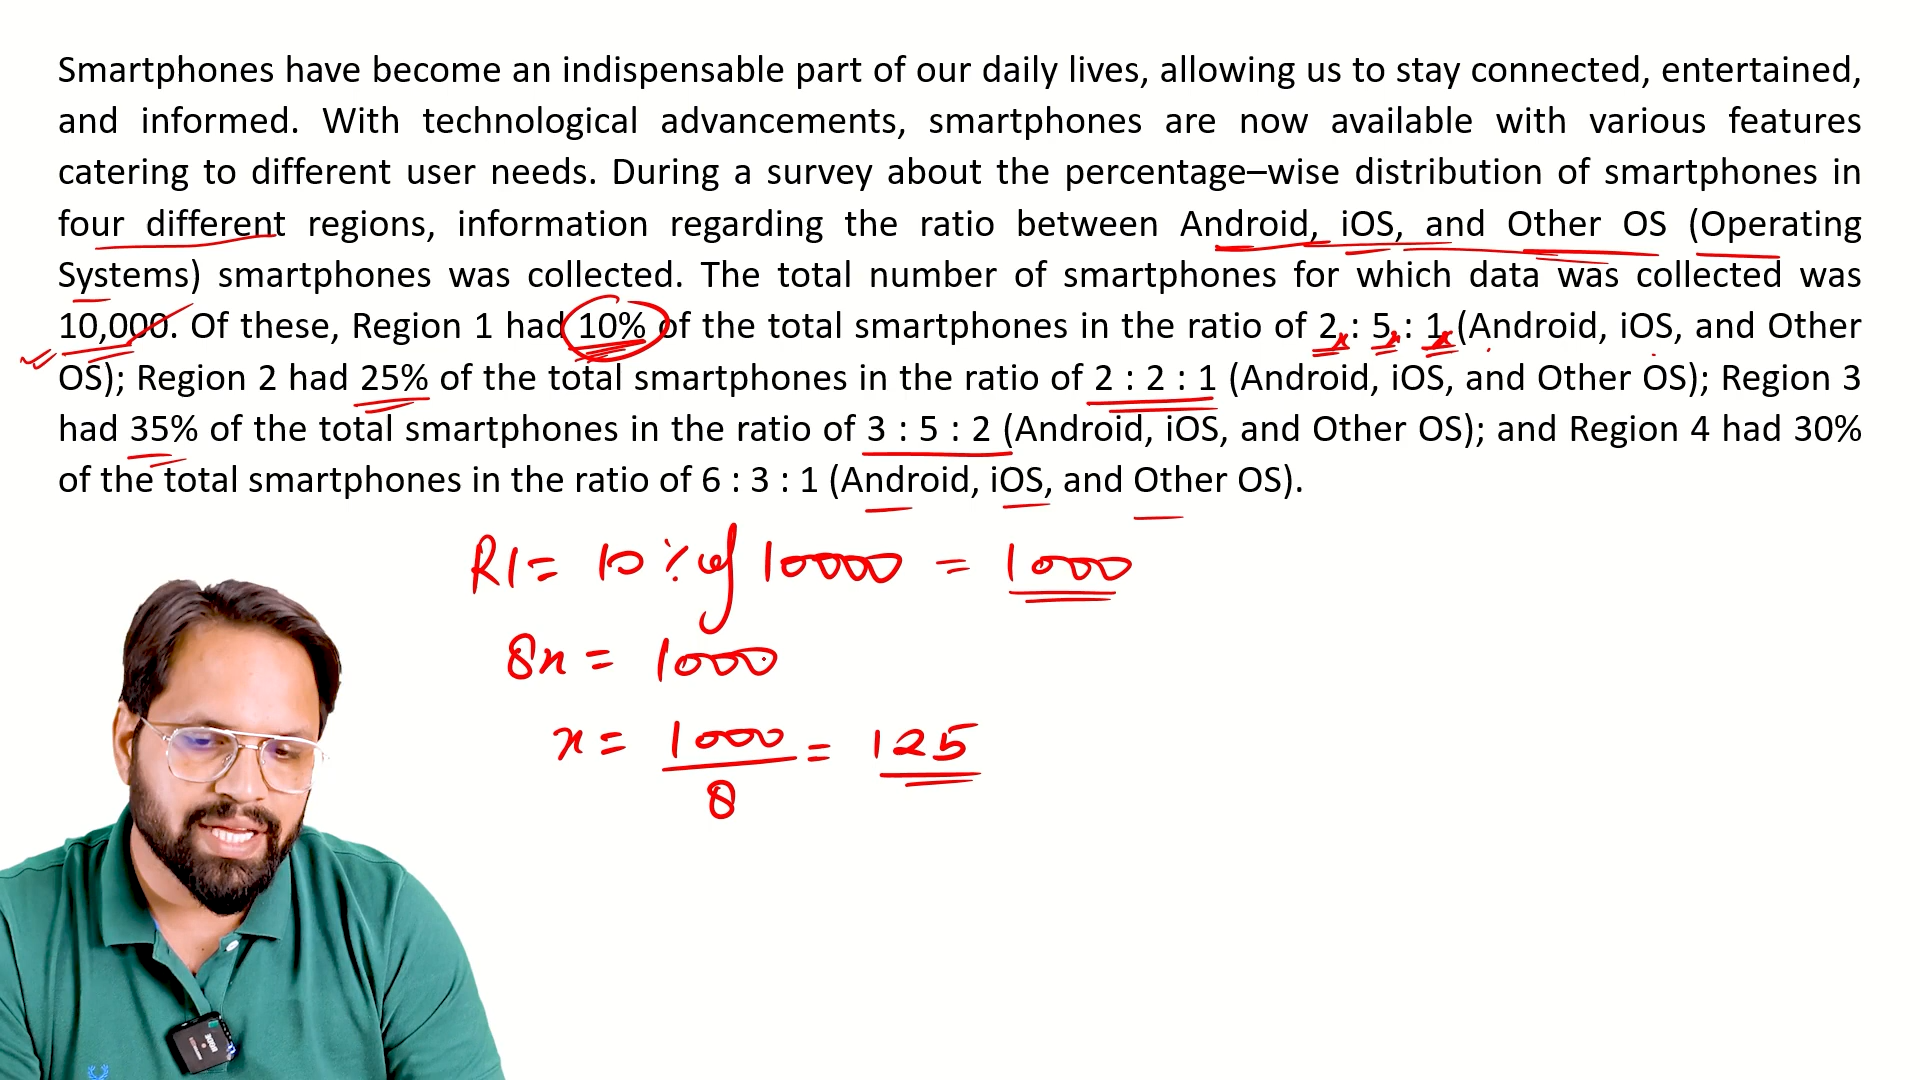 Smartphones have become an indispensable part of our daily lives, allowing us to stay connected, entertained,
and informed. With technological advancements, smartphones are now available with various features
catering to different user needs. During a survey about the percentage–wise distribution of smartphones in
four different regions, information regarding the ratio between Android, iOS, and Other OS (Operating
Systems) smartphones was collected. The total number of smartphones for which data was collected was
10,000. Of these, Region 1 had 10% of the total smartphones in the ratio of 2x : 5x : 1x (Android, iOS, and Other
OS); Region 2 had 25% of the total smartphones in the ratio of 2 : 2 : 1 (Android, iOS, and Other OS); Region 3
had 35% of the total smartphones in the ratio of 3 : 5 : 2 (Android, iOS, and Other OS); and Region 4 had 30%
of the total smartphones in the ratio of 6 : 3 : 1 (Android, iOS, and Other OS).
R1 = 10 % of 10000 = 1000
8x = 1000
x = 1000 = 125
8